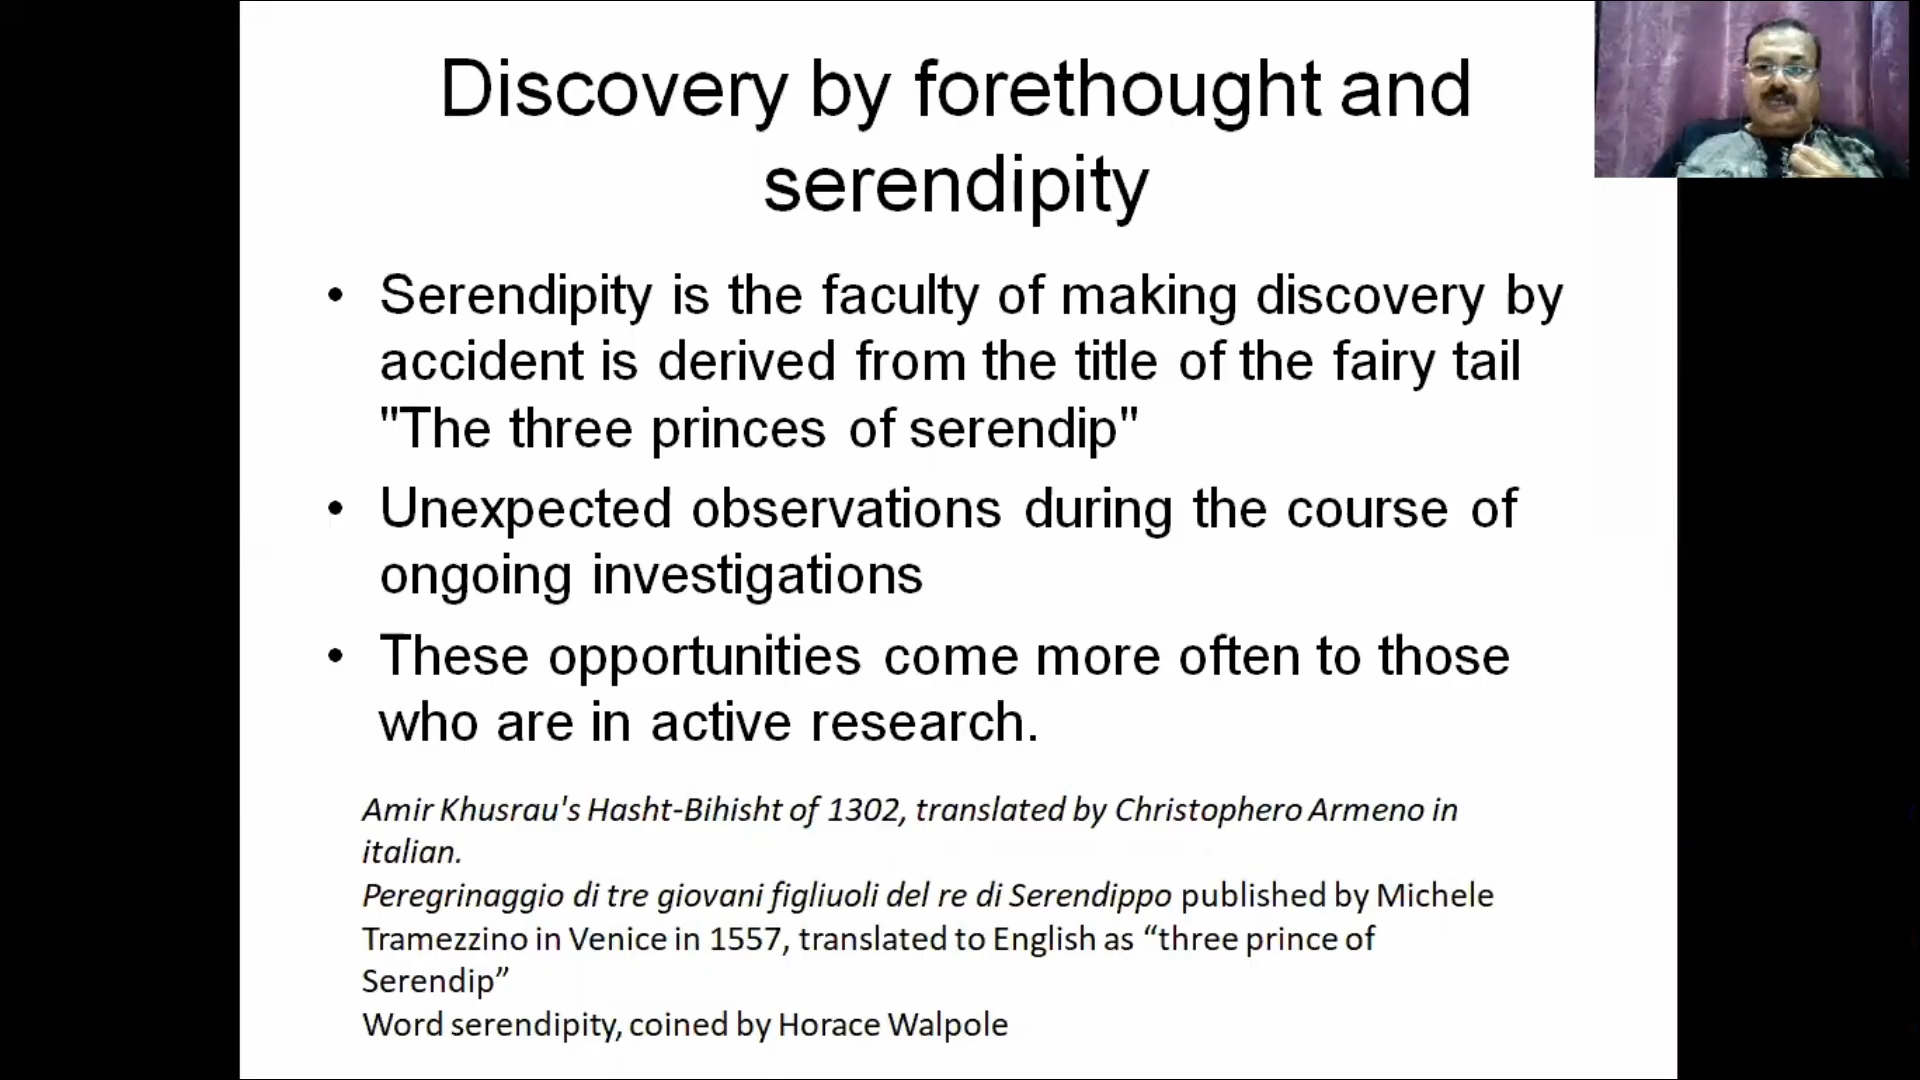 Discovery by forethought and
serendipity
• Serendipity is the faculty of making discovery by
accident is derived from the title of the fairy tail
"The three princes of serendip"
• Unexpected observations during the course of
ongoing investigations
• These opportunities come more often to those
who are in active research.
Amir Khusrau's Hasht-Bihisht of 1302, translated by Christophero Armeno in
italian.
Peregrinaggio di tre giovani figliuoli del re di Serendippo published by Michele
Tramezzino in Venice in 1557, translated to English as “three prince of
Serendip”
Word serendipity, coined by Horace Walpole